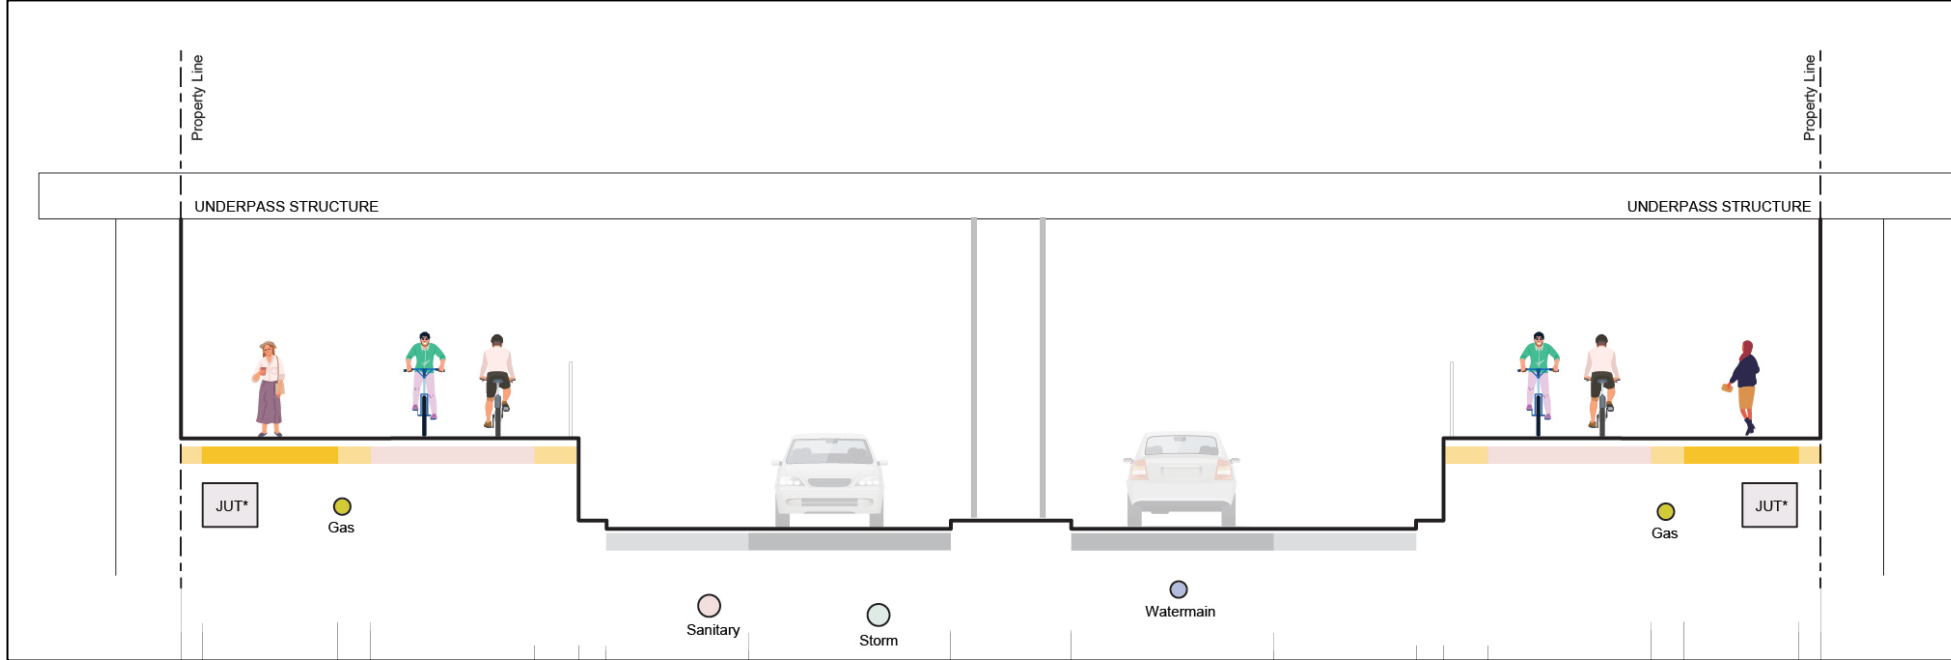 Property Line
Property Line
UNDERPASS STRUCTURE
UNDERPASS STRUCTURE
JUT*
JUT*
Gas
Gas
Watermain
Sanitary
Storm